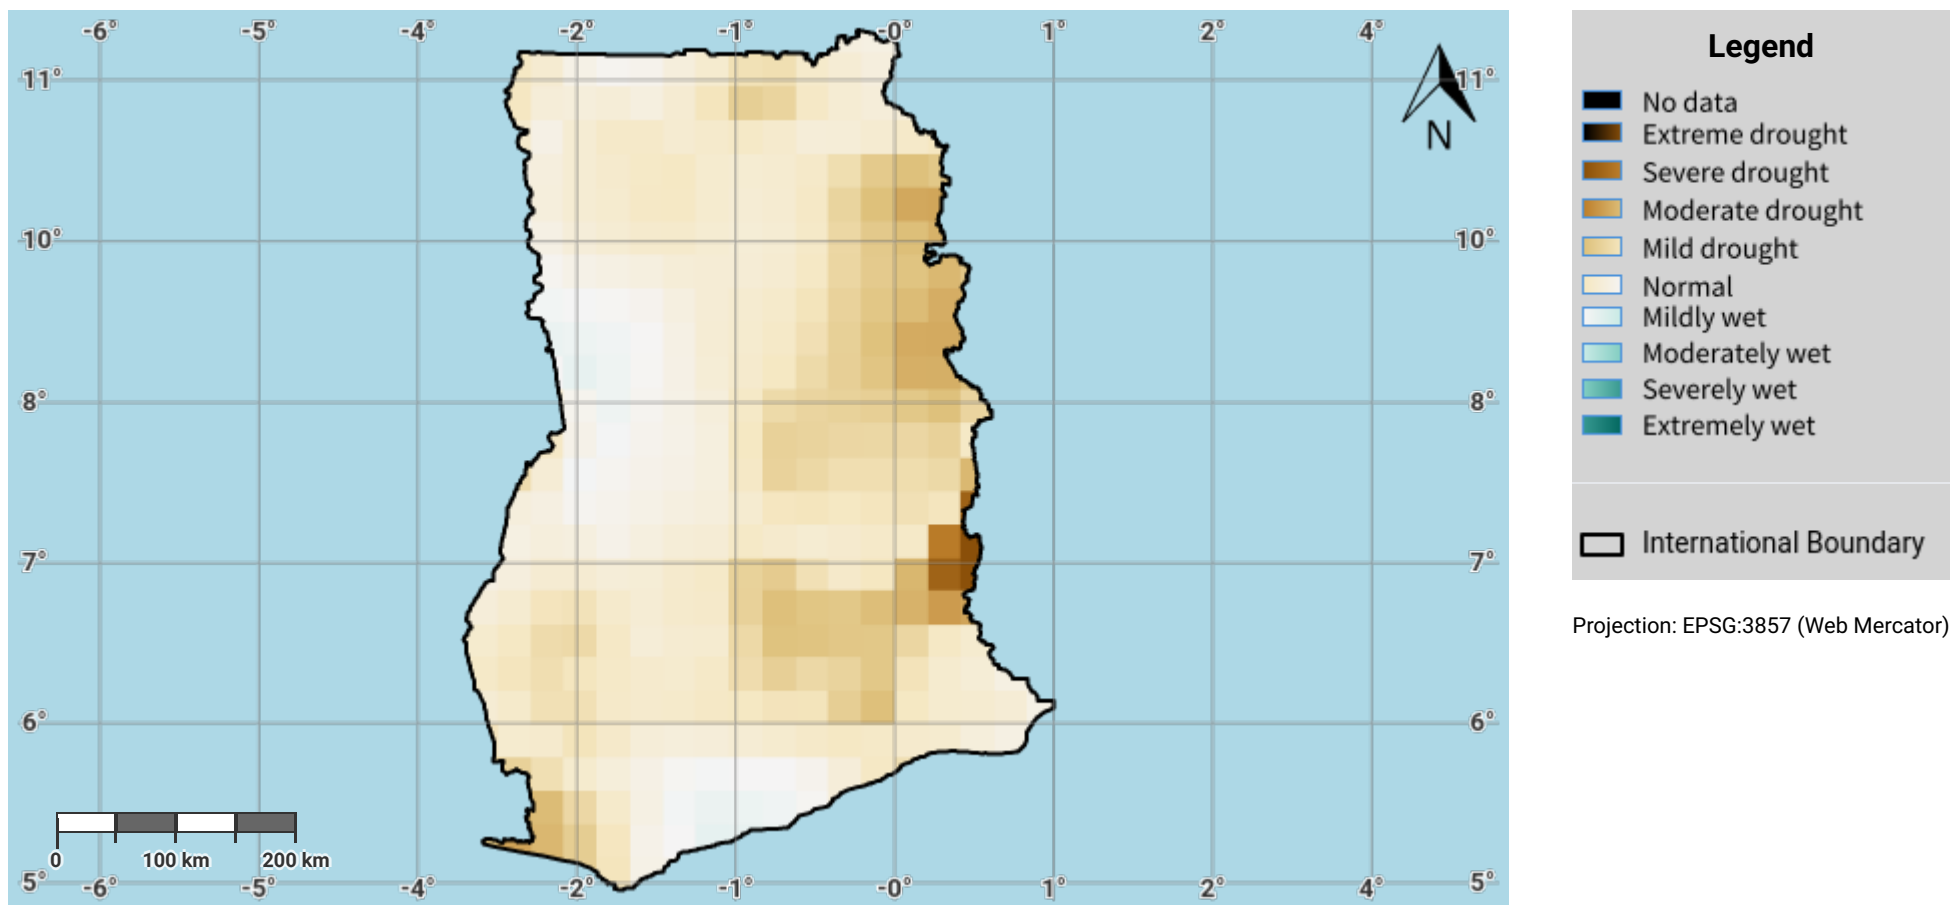 -6° -5° -4° -2° -1° -0° 1° 2° 4°
11° 11°
N
10° 10°
8° 8°
7° 7°
6° 6°
0 100 km 200 km
5° 5°
-6° -5° -4° -2° -1° -0° 1° 2° 4°
Legend
No data
Extreme drought
Severe drought
Moderate drought
Mild drought
Normal
Mildly wet
Moderately wet
Severely wet
Extremely wet
International Boundary
Projection: EPSG:3857 (Web Mercator)